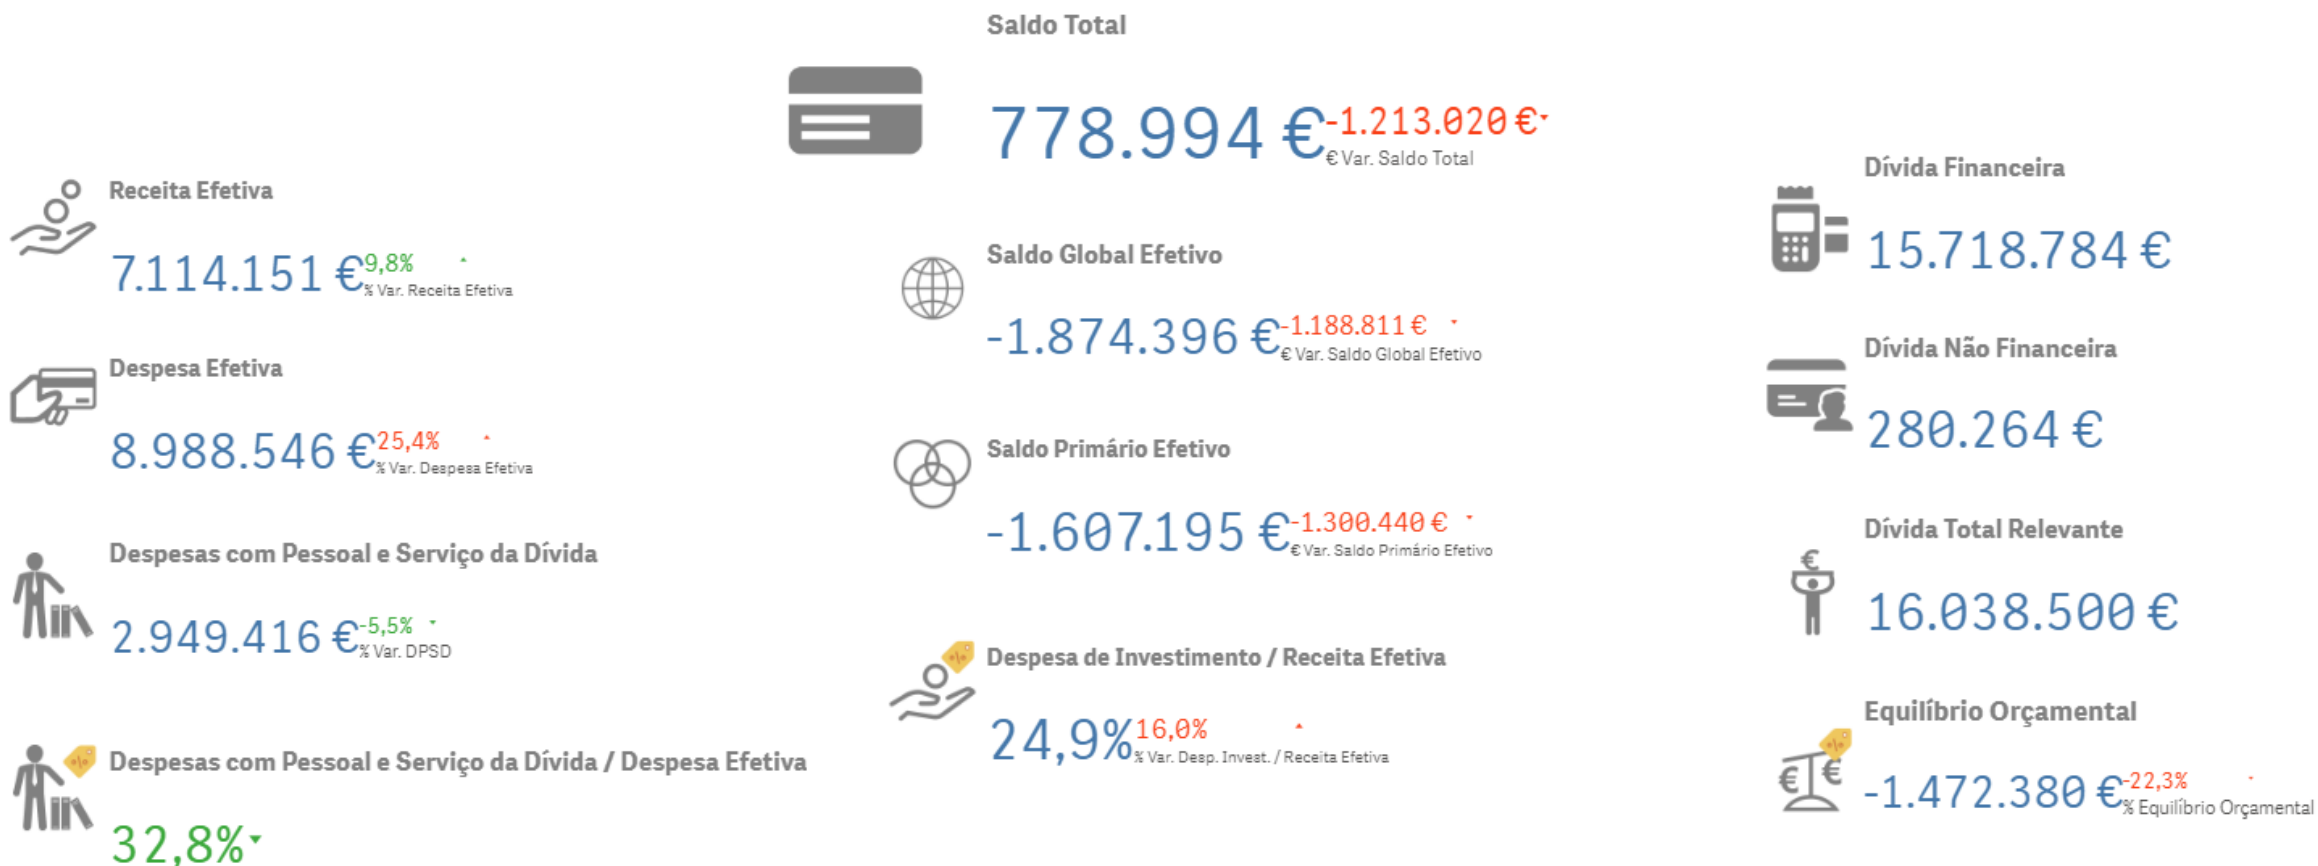 Saldo Total
778.994 €
-1.213.020 €
€ Var. Saldo Total
Receita Efetiva
7.114.151 €
9,8%
% Var. Receita Efetiva
Despesa Efetiva
8.988.546 €
25,4%
% Var. Despesa Efetiva
Despesas com Pessoal e Serviço da Dívida
2.949.416 €
-5,5%
% Var. DPSD
Despesas com Pessoal e Serviço da Dívida / Despesa Efetiva
32,8%
Saldo Global Efetivo
-1.874.396 €
-1.188.811 €
€ Var. Saldo Global Efetivo
Saldo Primário Efetivo
-1.607.195 €
-1.300.440 €
€ Var. Saldo Primário Efetivo
Despesa de Investimento / Receita Efetiva
24,9%
16,0%
% Var. Desp. Invest. / Receita Efetiva
Dívida Financeira
15.718.784 €
Dívida Não Financeira
280.264 €
Dívida Total Relevante
€
16.038.500 €
Equilíbrio Orçamental
€ €
-1.472.380 €
-22,3%
% Equilíbrio Orçamental